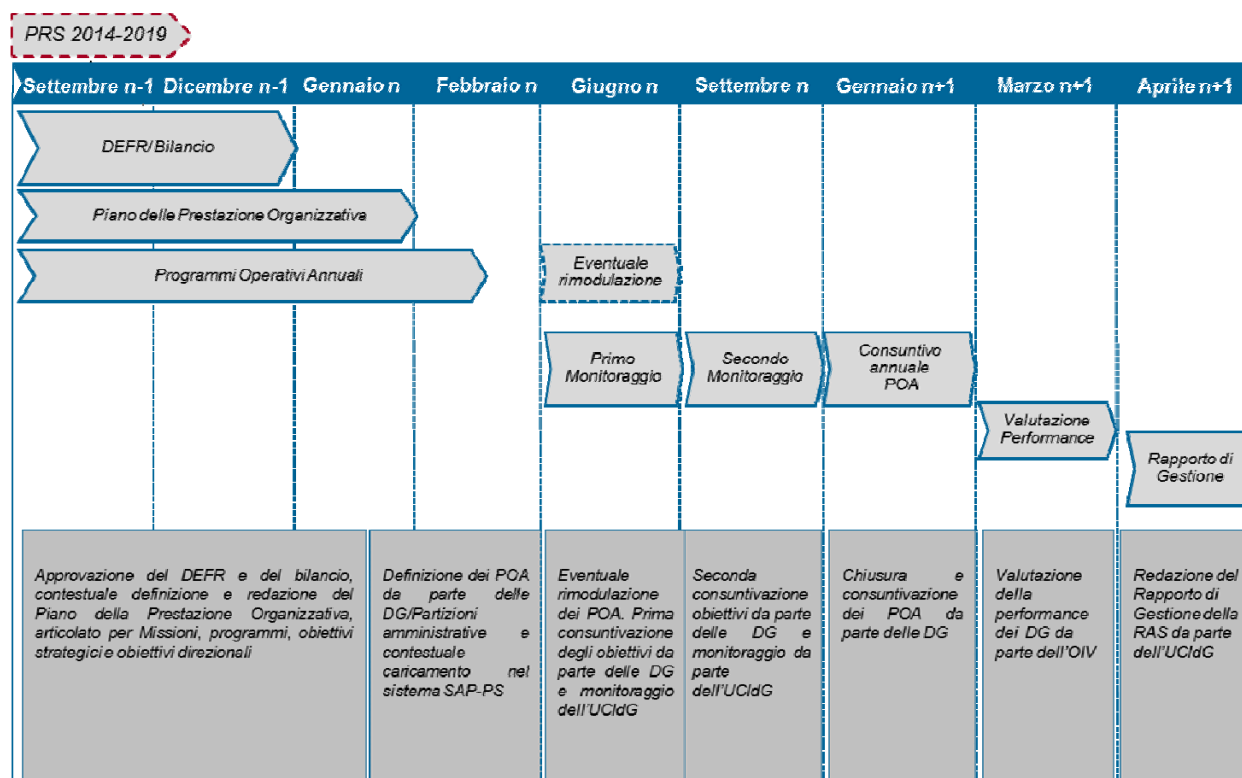 PRS 2014-2019
Settembre n-1 Dicembre n-1 Gennaio n Febbraio n Giugno n Settembre n Gennaio n+1 Marzo n+1 Aprile n+1
DEFR/Bilancio
Piano delle Prestazione Organizzativa
Programmi Operativi Annuali
Eventuale
rimodulazione
Primo
Monitoraggio
Secondo
Monitoraggio
Consuntivo
annuale
POA
Valutazione
Performance
Rapporto di
Gestione
Approvazione del DEFR e del bilancio,
contestuale definizione e redazione del
Piano della Prestazione Organizzativa,
articolato per Missioni, programmi, obiettivi
strategici e obiettivi direzionali
Definizione dei POA
da parte delle
DG/Partizioni
amministrative e
contestuale
caricamento nel
sistema SAP-PS
Eventuale
rimodulazione
dei POA. Prima
consuntivazione
degli obiettivi da
parte delle DG
e monitoraggio
dell'UCIdG
Seconda
consuntivazione
obiettivi da parte
delle DG e
monitoraggio da
parte
dell'UCIdG
Chiusura e
consuntivazione
dei POA da
parte delle DG
Valutazione
della
performance
dei DG da
parte dell'OIV
Redazione del
Rapporto di
Gestione della
RAS da parte
dell'UCIdG